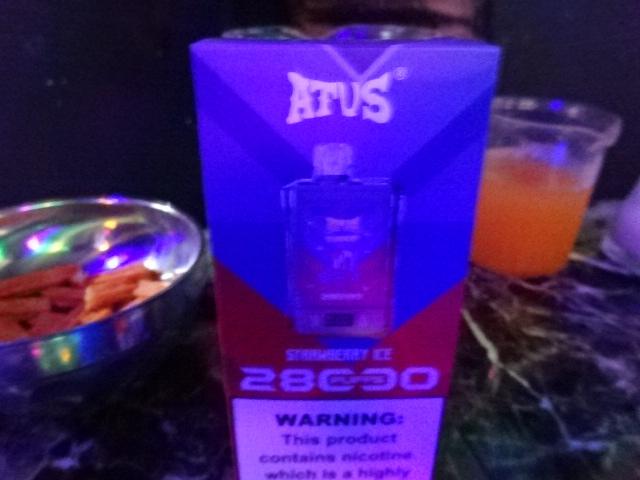 ATVS®
STRAWBERRY ICE
28000
WARNING:
This product
contains nicotine
which is a highly